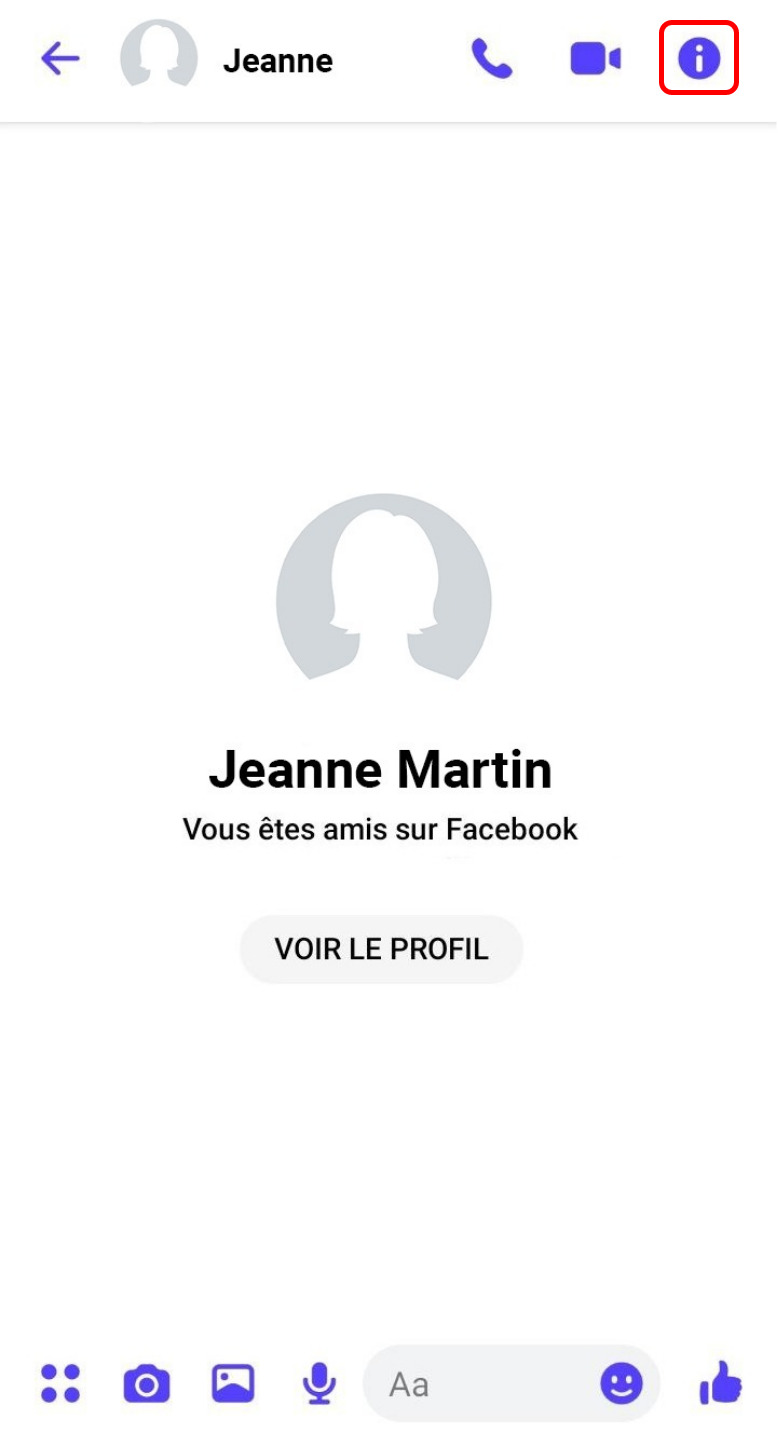 Jeanne
Jeanne Martin
Vous êtes amis sur Facebook
VOIR LE PROFIL
Aa